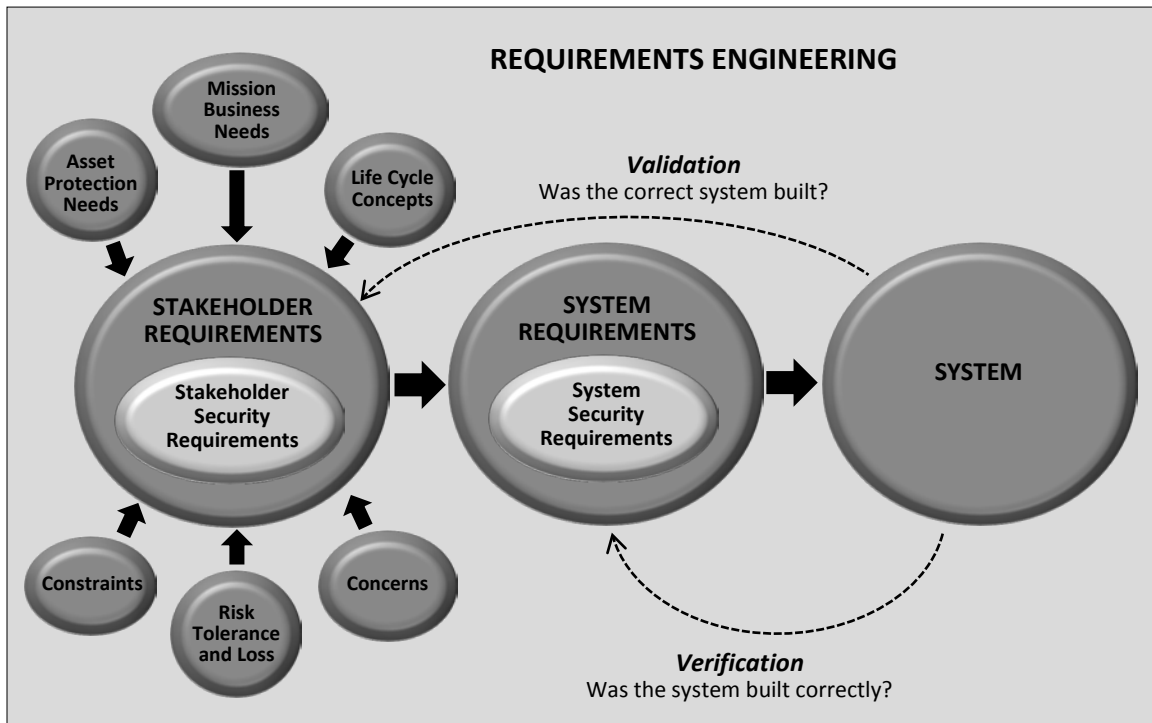 REQUIREMENTS ENGINEERING
Mission
Business
Needs
Asset
Protection
Needs
Life Cycle
Concepts
Validation
Was the correct system built?
STAKEHOLDER
REQUIREMENTS
Stakeholder
Security
Requirements
SYSTEM
REQUIREMENTS
System
Security
Requirements
SYSTEM
Constraints
Risk
Tolerance
and Loss
Concerns
Verification
Was the system built correctly?